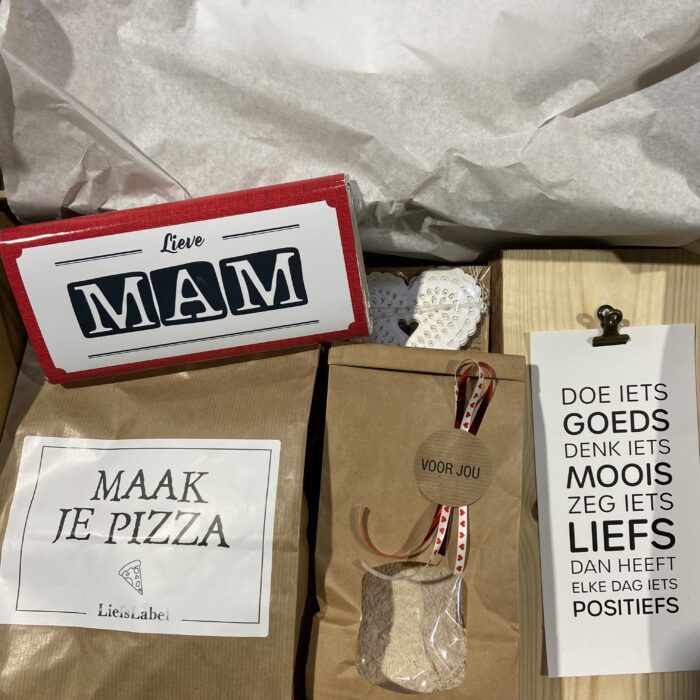 Lieve
MAM
MAAK
JE PIZZA
LiefsLabel
VOOR JOU
DOE IETS
GOEDS
DENK IETS
MOOIS
ZEG IETS
LIEFS
DAN HEEFT
ELKE DAG IETS
POSITIEFS